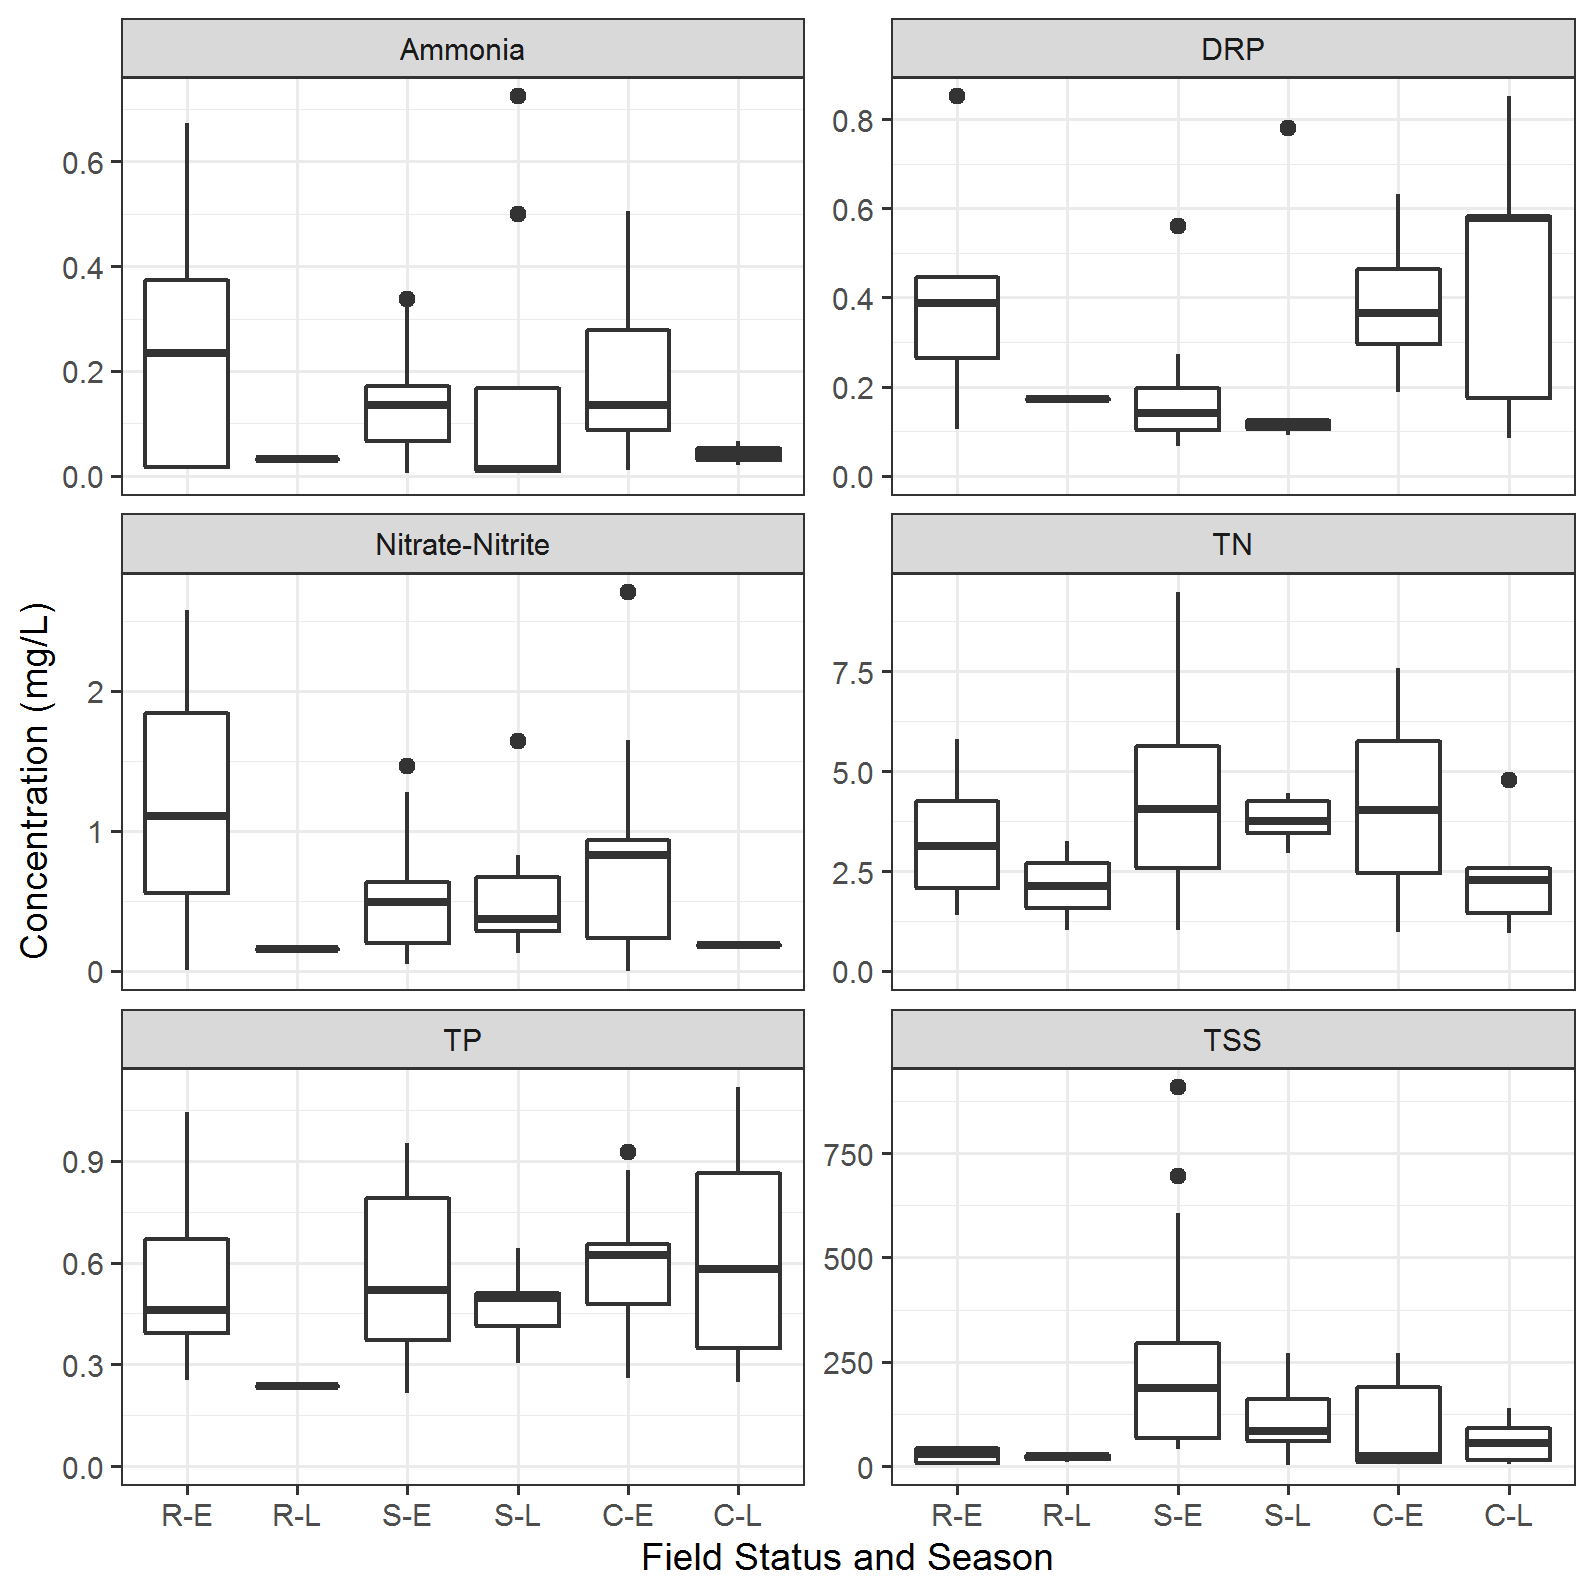 Ammonia
DRP
0.6
0.4
0.2
0.0
0.8
0.6
0.4
0.2
0.0
Nitrate-Nitrite
TN
2
1
0
7.5
5.0
2.5
0.0
Concentration (mg/L)
TP
TSS
0.9
0.6
0.3
0.0
750
500
250
0
R-E R-L S-E S-L C-E C-L
R-E R-L S-E S-L C-E C-L
Field Status and Season